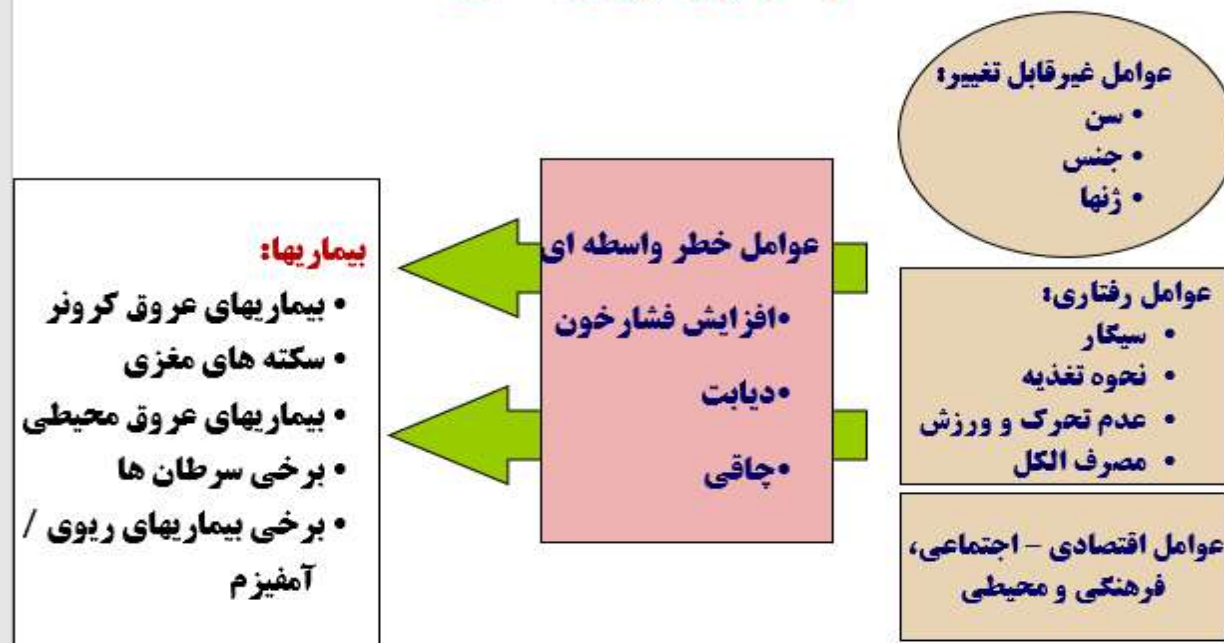 عوامل غیرقابل تغییر:
• سن
• جنس
• ژنها
عوامل رفتاری:
• سیگار
• نحوه تغذیه
• عدم تحرک و ورزش
• مصرف الکل
عوامل اقتصادی – اجتماعی،
فرهنگی و محیطی
عوامل خطر واسطه ای
•افزایش فشارخون
•دیابت
•چاقی
بیماریها:
• بیماریهای عروق کرونر
• سکته های مغزی
• بیماریهای عروق محیطی
• برخی سرطان ها
• برخی بیماریهای ریوی /
آمفیزم